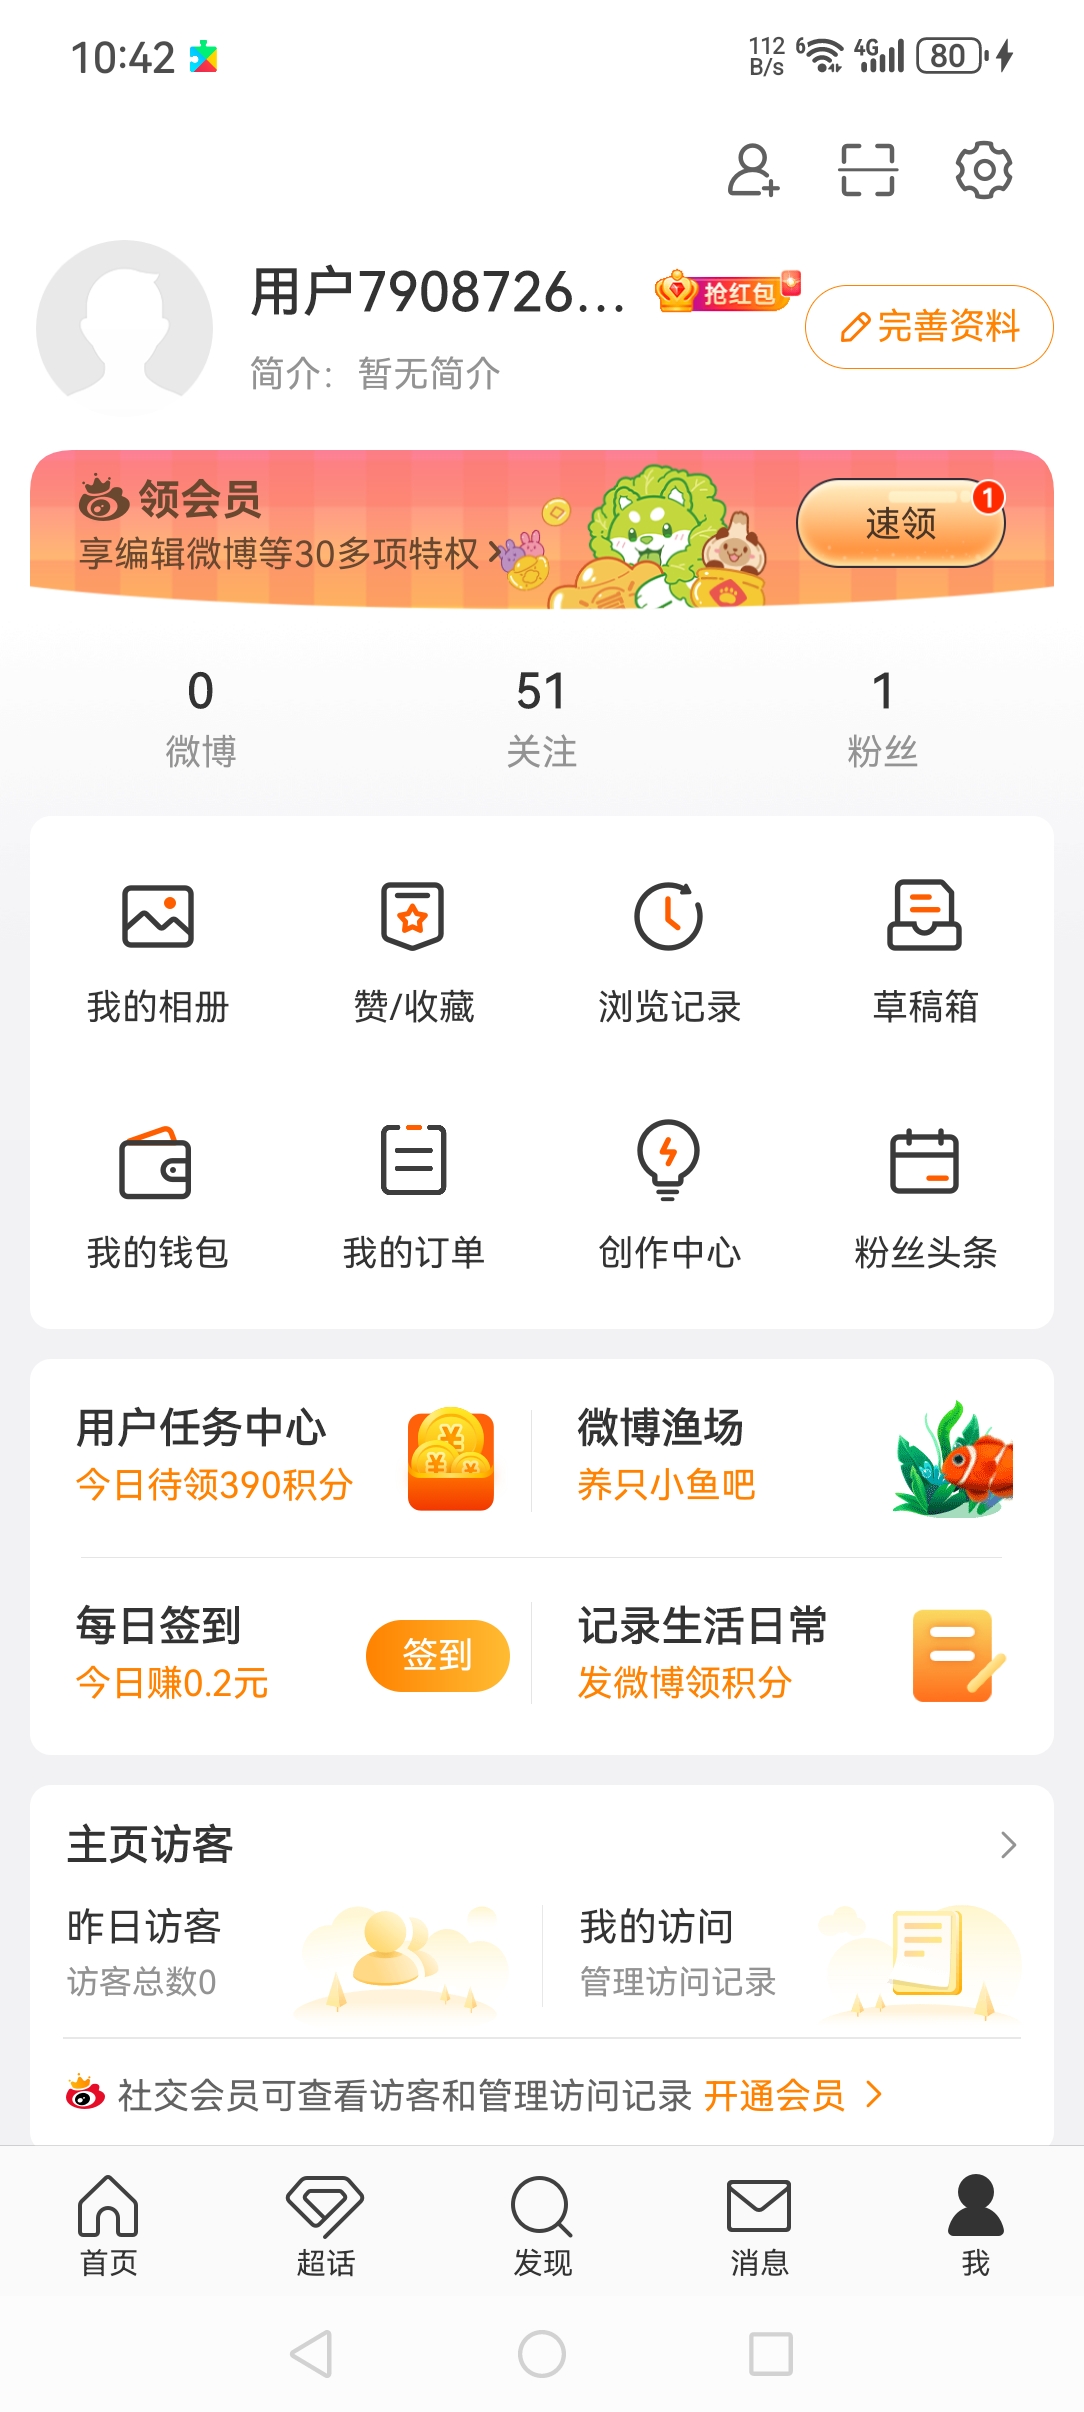 10:42
112 B/s
6
4G
80
用户7908726...
抢红包
完善资料
简介：暂无简介
领会员
享编辑微博等30多项特权
速领
1
0
51
1
微博
关注
粉丝
我的相册
赞/收藏
浏览记录
草稿箱
我的钱包
我的订单
创作中心
粉丝头条
用户任务中心
今日待领390积分
微博渔场
养只小鱼吧
每日签到
今日赚0.2元
签到
记录生活日常
发微博领积分
主页访客
昨日访客
访客总数0
我的访问
管理访问记录
社交会员可查看访客和管理访问记录 开通会员
首页
超话
发现
消息
我